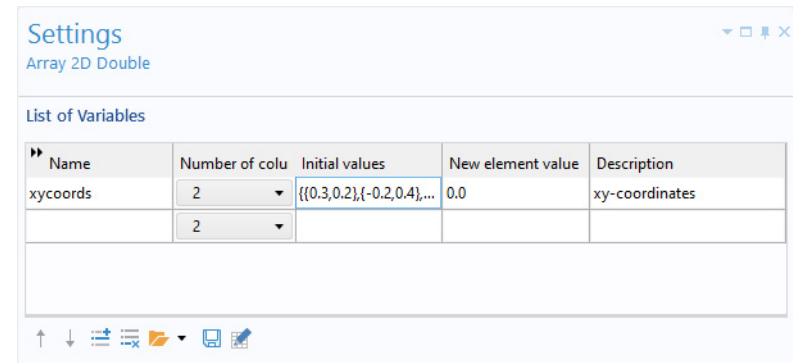 Settings
Array 2D Double
List of Variables
Name Number of colu Initial values New element value Description
xycoords 2 {{0.3,0.2},{-0.2,0.4},... 0.0 xy-coordinates
2